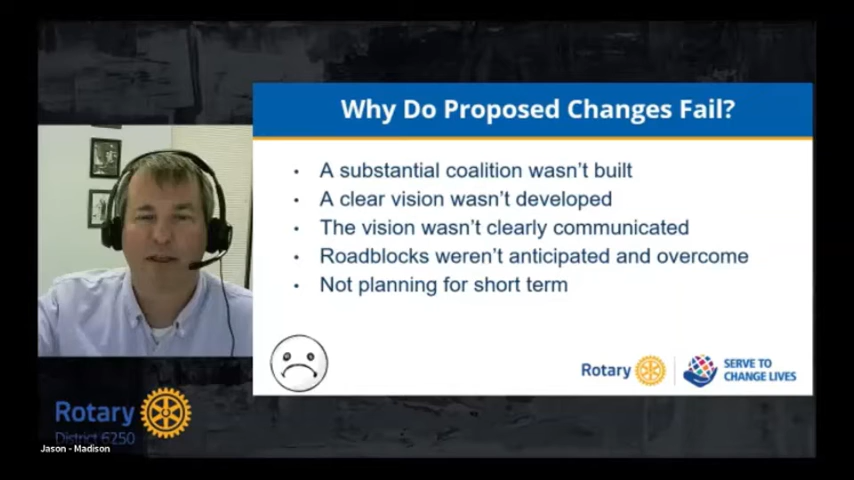 Why Do Proposed Changes Fail?
• A substantial coalition wasn't built
• A clear vision wasn't developed
• The vision wasn't clearly communicated
• Roadblocks weren't anticipated and overcome
• Not planning for short term
Rotary
SERVE TO
CHANGE LIVES
Rotary
District 6250
Jason - Madison